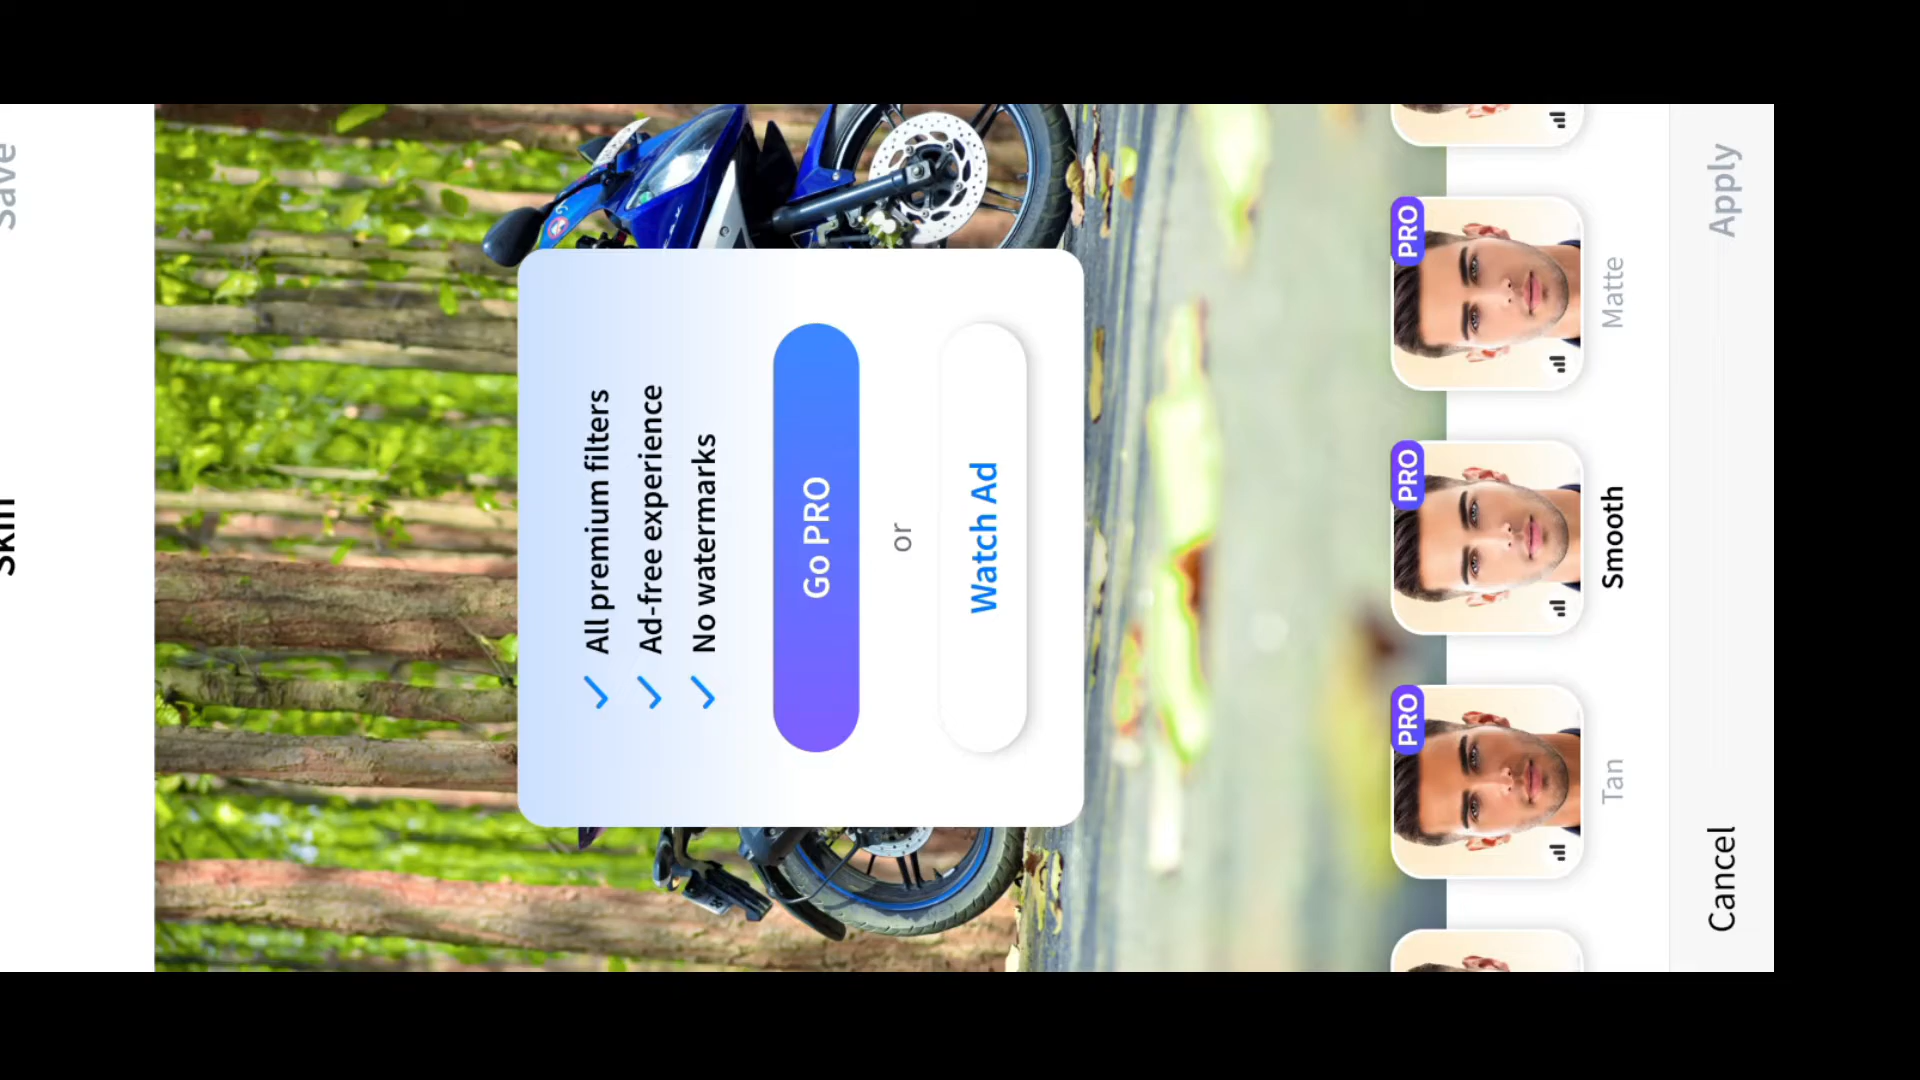 Save
Skin
All premium filters
Ad-free experience
No watermarks
Go PRO
or
Watch Ad
PRO
PRO
PRO
Tan
Smooth
Matte
Cancel
Apply